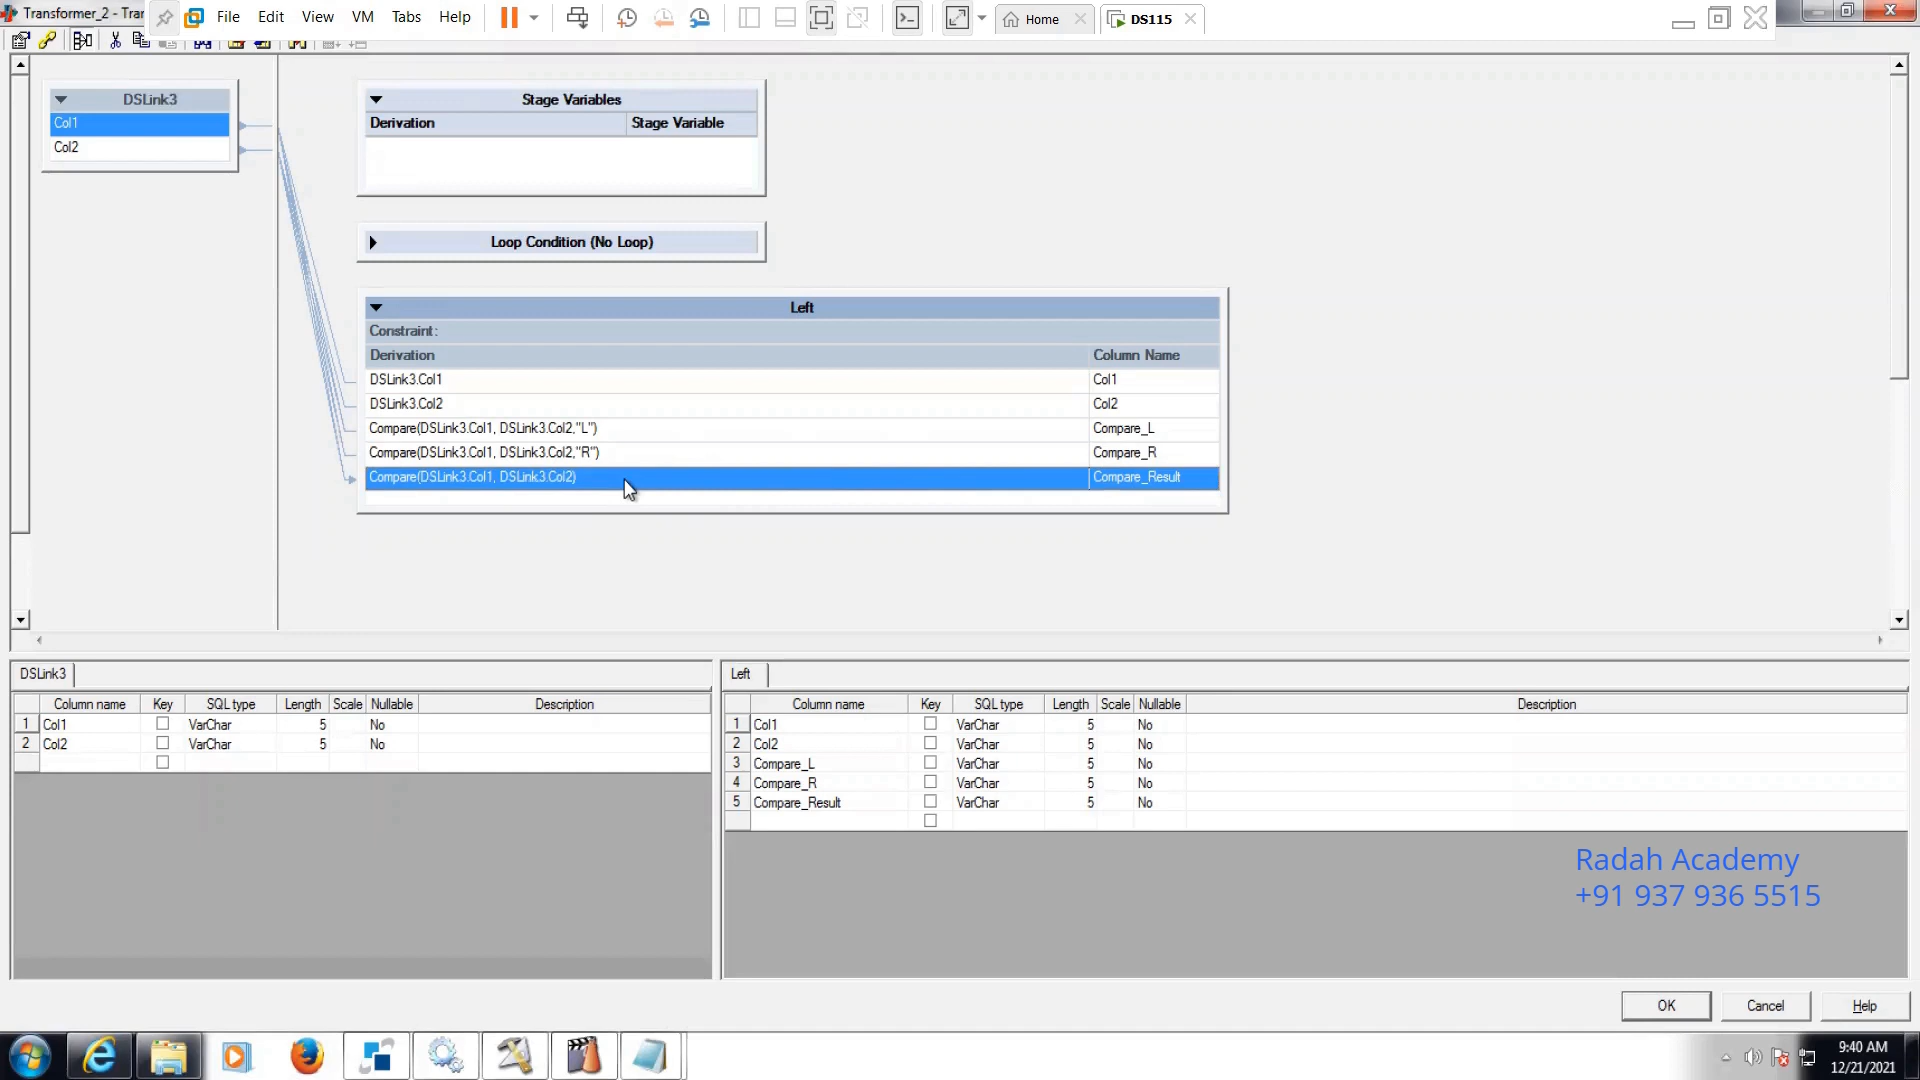 Transformer_2 - Tra
File Edit View VM Tabs Help
Home
DS115
DSLink3
Col1
Col2
Stage Variables
Derivation Stage Variable
Loop Condition (No Loop)
Left
Constraint:
Derivation Column Name
DSLink3.Col1 Col1
DSLink3.Col2 Col2
Compare(DSLink3.Col1, DSLink3.Col2,"L") Compare_L
Compare(DSLink3.Col1, DSLink3.Col2,"R") Compare_R
Compare(DSLink3.Col1, DSLink3.Col2) Compare_Result
DSLink3
Column name Key SQL type Length Scale Nullable Description
1 Col1 VarChar 5 No
2 Col2 VarChar 5 No
Left
Column name Key SQL type Length Scale Nullable Description
1 Col1 VarChar 5 No
2 Col2 VarChar 5 No
3 Compare_L VarChar 5 No
4 Compare_R VarChar 5 No
5 Compare_Result VarChar 5 No
Radah Academy
+91 937 936 5515
OK Cancel Help
9:40 AM
12/21/2021